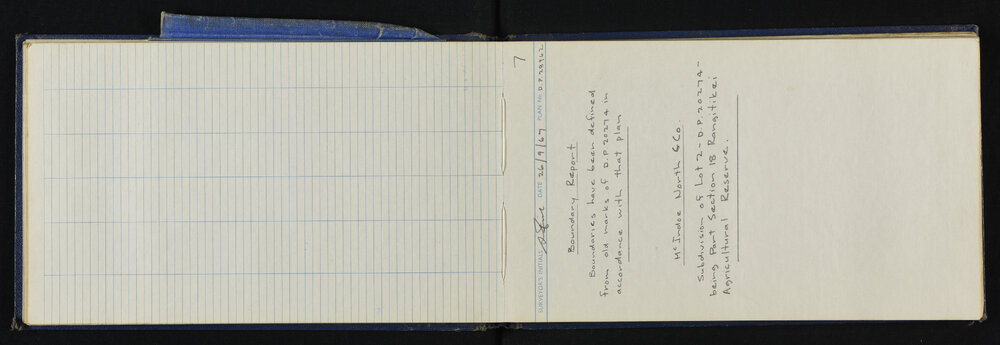 7
SURVEYOR'S INITIALS DATE 26/9/67 PLAN No. D.P. 28962
Boundary Report
Boundaries have been defined
from old marks of D.P. 20274 in
accordance with that plan
Mc Indoe North & Co.
Subdivision of Lot 2 - D.P. 20274 -
being Part Section 18 Rangitikei
Agricultural Reserve.